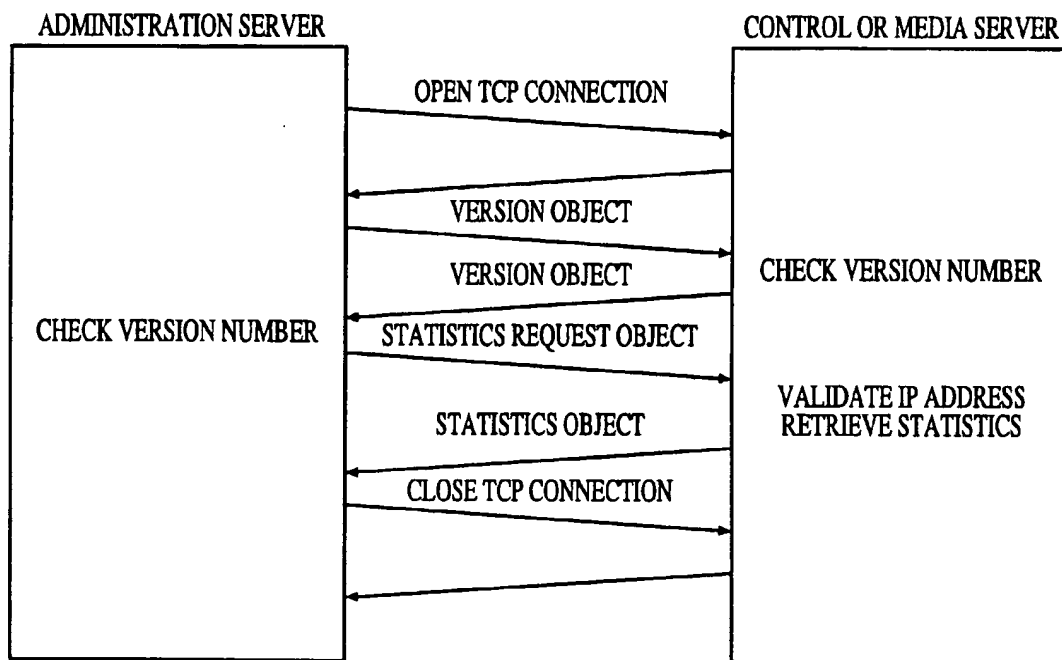 ADMINISTRATION SERVER
CONTROL OR MEDIA SERVER
OPEN TCP CONNECTION
VERSION OBJECT
VERSION OBJECT
CHECK VERSION NUMBER
CHECK VERSION NUMBER
STATISTICS REQUEST OBJECT
VALIDATE IP ADDRESS
RETRIEVE STATISTICS
STATISTICS OBJECT
CLOSE TCP CONNECTION